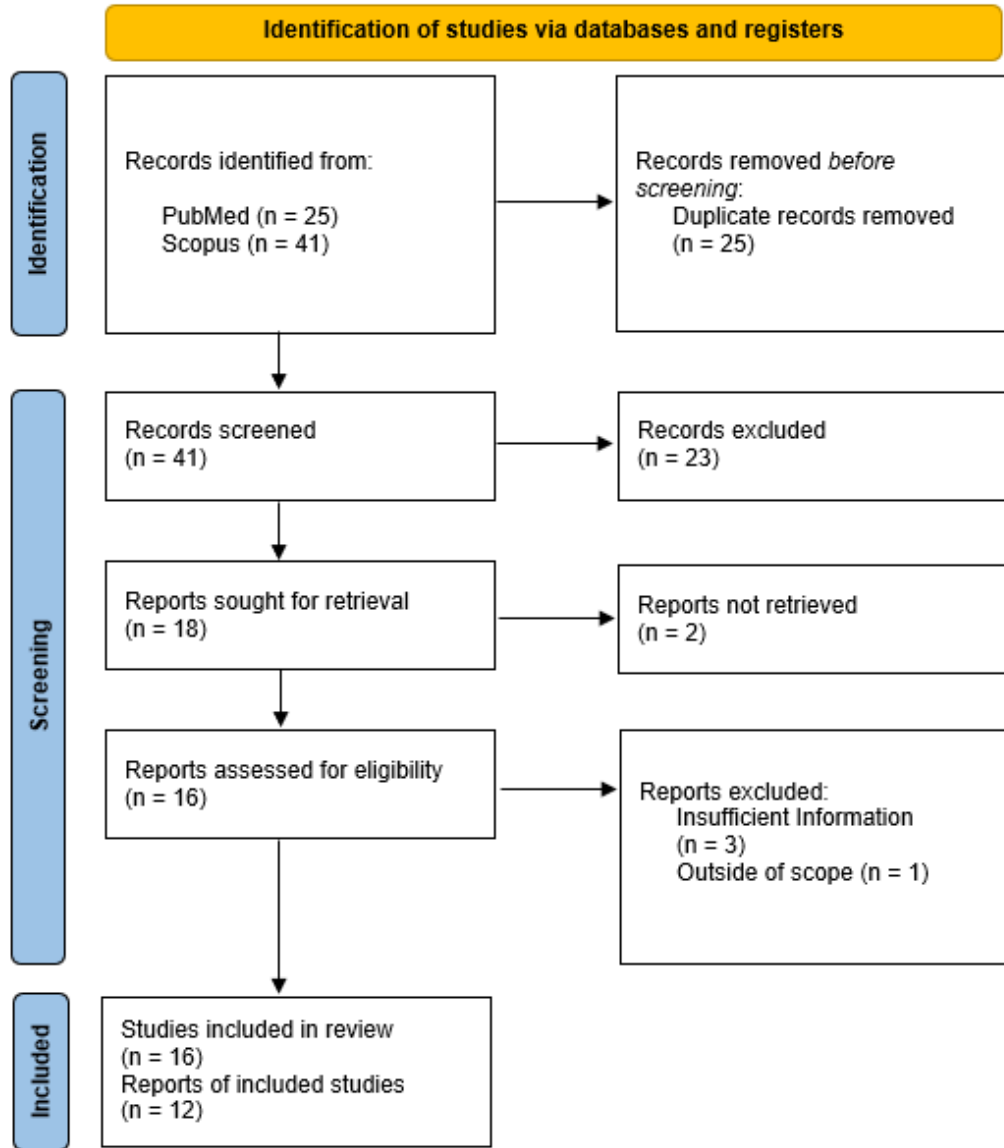 Identification of studies via databases and registers
Identification
Records identified from:
PubMed (n = 25)
Scopus (n = 41)
Records removed before
screening:
Duplicate records removed
(n = 25)
Screening
Records screened
(n = 41)
Records excluded
(n = 23)
Reports sought for retrieval
(n = 18)
Reports not retrieved
(n = 2)
Reports assessed for eligibility
(n = 16)
Reports excluded:
Insufficient Information
(n = 3)
Outside of scope (n = 1)
Included
Studies included in review
(n = 16)
Reports of included studies
(n = 12)